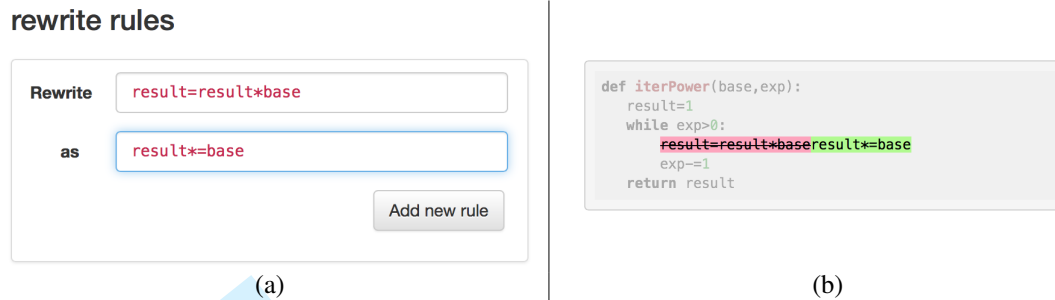 rewrite rules
Rewrite result=result*base
as result*=base
Add new rule
(a)
def iterPower(base,exp):
result=1
while exp>0:
result=result*baseresult*=base
exp-=1
return result
(b)